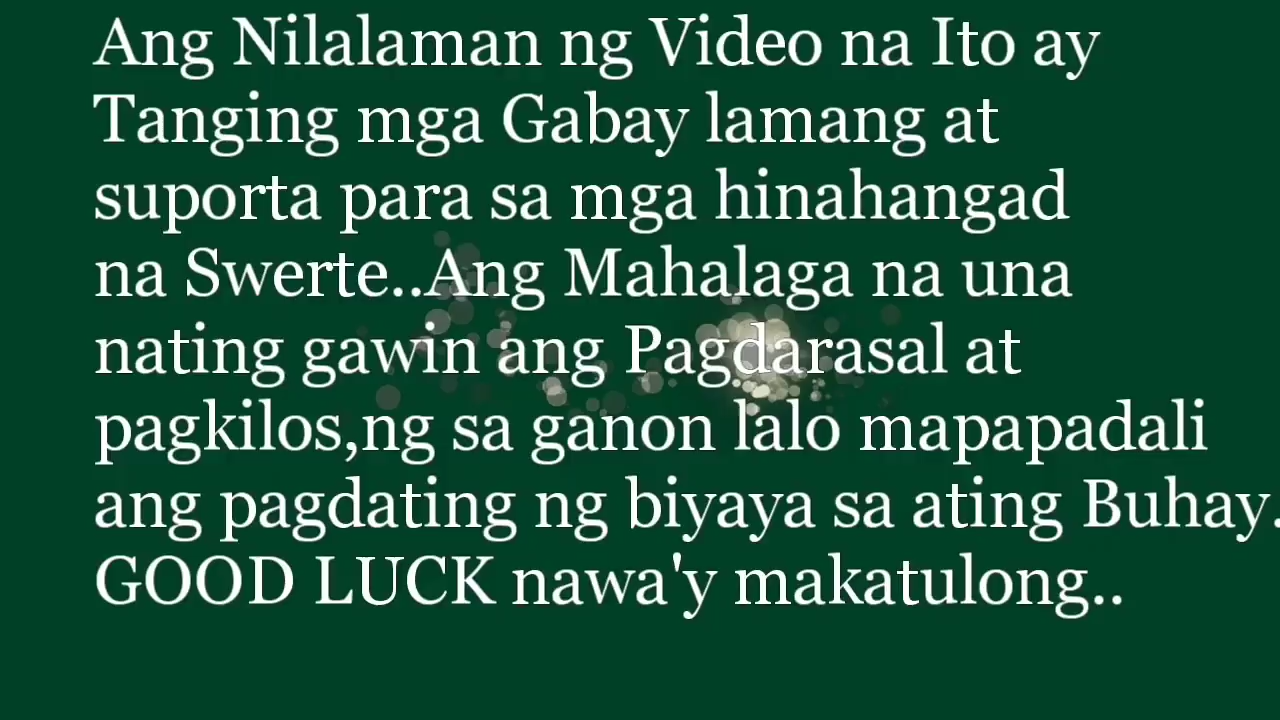 Ang Nilalaman ng Video na Ito ay
Tanging mga Gabay lamang at
suporta para sa mga hinahangad
na Swerte..Ang Mahalaga na una
nating gawin ang Pagdarasal at
pagkilos,ng sa ganon lalo mapapadali
ang pagdating ng biyaya sa ating Buhay.
GOOD LUCK nawa'y makatulong..